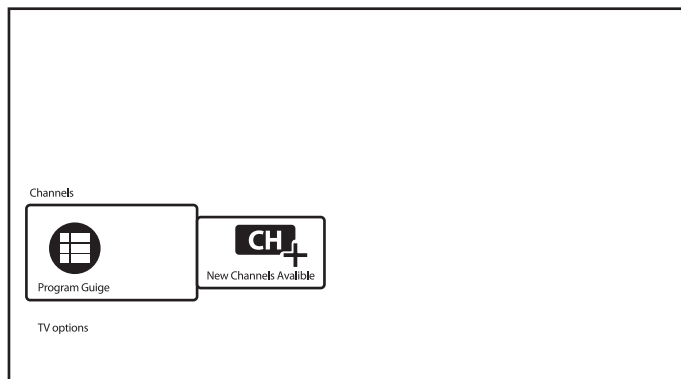 Channels
CH
Program Guige
New Channels Avalible
TV options